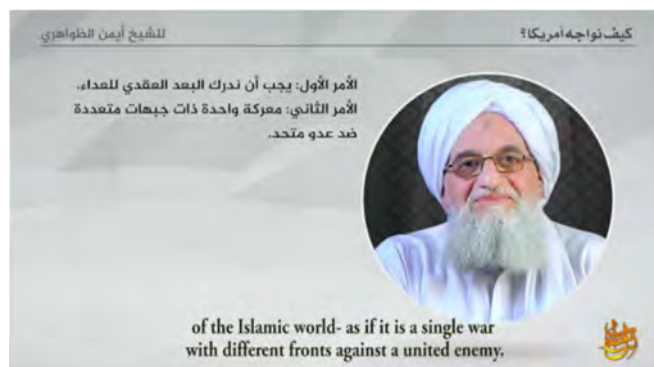 كيف نواجه أمريكا؟
للشيخ أيمن الظواهري
الأمر الأول: يجب أن ندرك البعد العقدي للعداء.
الأمر الثاني: معركة واحدة ذات جبهات متعددة
ضد عدو متحد.
of the Islamic world- as if it is a single war
with different fronts against a united enemy.